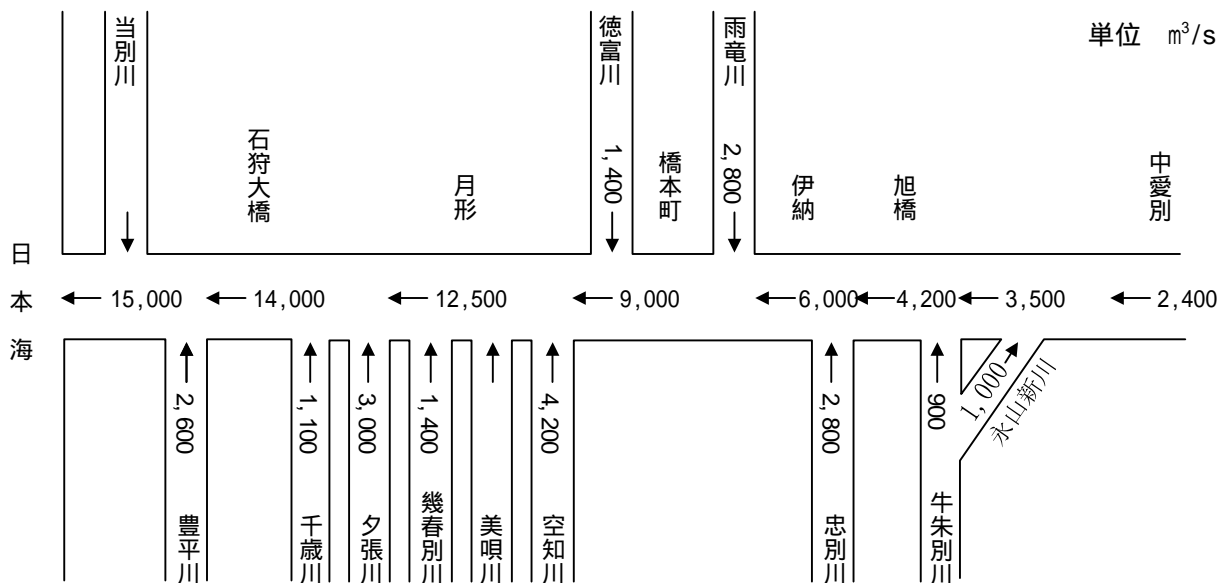 単位 ㎥/s
当別川
徳富川
1,400
雨竜川
2,800
石狩大橋
月形
橋本町
伊納
旭橋
中愛別
日本海
15,000
14,000
12,500
9,000
6,000
4,200
3,500
2,400
2,600
豊平川
1,100
千歳川
3,000
夕張川
1,400
幾春別川
美唄川
4,200
空知川
2,800
忠別川
900
牛朱別川
1,000
永山新川